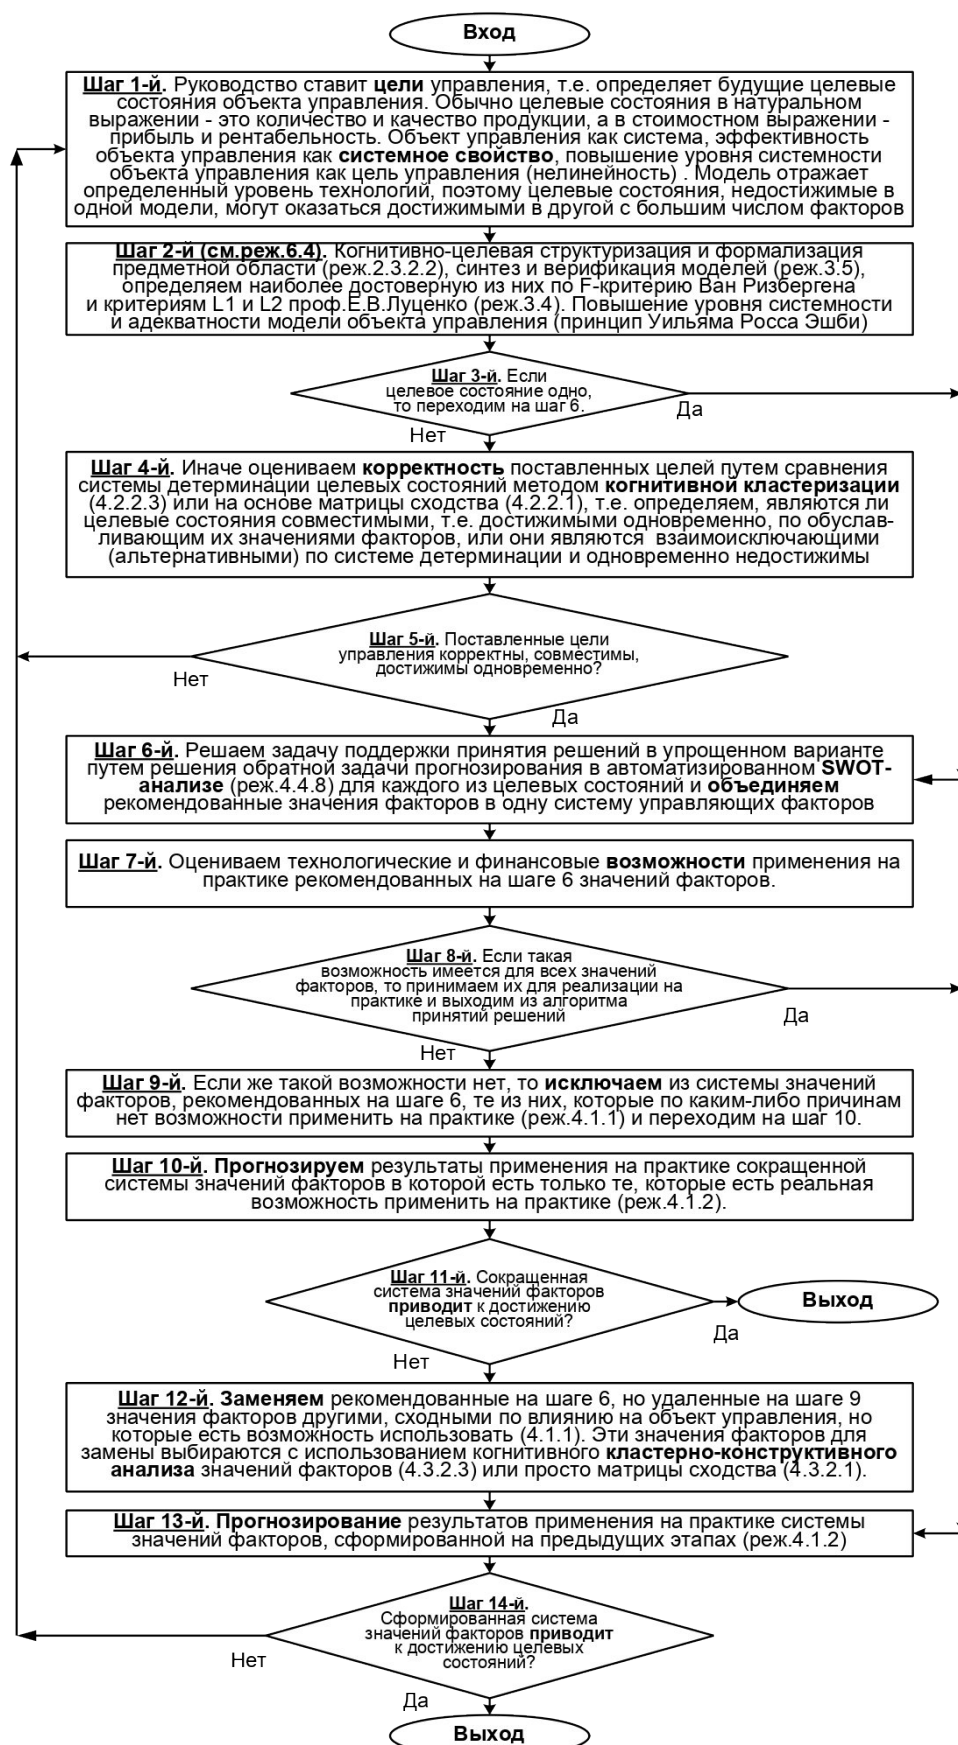 Вход
Шаг 1-й. Руководство ставит цели управления, т.е. определяет будущие целевые
состояния объекта управления. Обычно целевые состояния в натуральном
выражении - это количество и качество продукции, а в стоимостном выражении -
прибыль и рентабельность. Объект управления как система, эффективность
объекта управления как системное свойство, повышение уровня системности
объекта управления как цель управления (нелинейность) . Модель отражает
определенный уровень технологий, поэтому целевые состояния, недостижимые в
одной модели, могут оказаться достижимыми в другой с большим числом факторов
Шаг 2-й (см.реж.6.4). Когнитивно-целевая структуризация и формализация
предметной области (реж.2.3.2.2), синтез и верификация моделей (реж.3.5),
определяем наиболее достоверную из них по F-критерию Ван Ризбергена
и критериям L1 и L2 проф.Е.В.Луценко (реж.3.4). Повышение уровня системности
и адекватности модели объекта управления (принцип Уильяма Росса Эшби)
Шаг 3-й. Если
целевое состояние одно,
то переходим на шаг 6.
Да
Нет
Шаг 4-й. Иначе оцениваем корректность поставленных целей путем сравнения
системы детерминации целевых состояний методом когнитивной кластеризации
(4.2.2.3) или на основе матрицы сходства (4.2.2.1), т.е. определяем, являются ли
целевые состояния совместимыми, т.е. достижимыми одновременно, по обуслав-
ливающим их значениями факторов, или они являются взаимоисключающими
(альтернативными) по системе детерминации и одновременно недостижимы
Шаг 5-й. Поставленные цели
управления корректны, совместимы,
достижимы одновременно?
Нет
Да
Шаг 6-й. Решаем задачу поддержки принятия решений в упрощенном варианте
путем решения обратной задачи прогнозирования в автоматизированном SWOT-
анализе (реж.4.4.8) для каждого из целевых состояний и объединяем
рекомендованные значения факторов в одну систему управляющих факторов
Шаг 7-й. Оцениваем технологические и финансовые возможности применения на
практике рекомендованных на шаге 6 значений факторов.
Шаг 8-й. Если такая
возможность имеется для всех значений
факторов, то принимаем их для реализации на
практике и выходим из алгоритма
принятий решений
Да
Нет
Шаг 9-й. Если же такой возможности нет, то исключаем из системы значений
факторов, рекомендованных на шаге 6, те из них, которые по каким-либо причинам
нет возможности применить на практике (реж.4.1.1) и переходим на шаг 10.
Шаг 10-й. Прогнозируем результаты применения на практике сокращенной
системы значений факторов в которой есть только те, которые есть реальная
возможность применить на практике (реж.4.1.2).
Шаг 11-й. Сокращенная
система значений факторов
приводит к достижению
целевых состояний?
Выход
Да
Нет
Шаг 12-й. Заменяем рекомендованные на шаге 6, но удаленные на шаге 9
значения факторов другими, сходными по влиянию на объект управления, но
которые есть возможность использовать (4.1.1). Эти значения факторов для
замены выбираются с использованием когнитивного кластерно-конструктивного
анализа значений факторов (4.3.2.3) или просто матрицы сходства (4.3.2.1).
Шаг 13-й. Прогнозирование результатов применения на практике системы
значений факторов, сформированной на предыдущих этапах (реж.4.1.2)
Шаг 14-й.
Сформированная система
значений факторов приводит
к достижению целевых
состояний?
Нет
Да
Выход